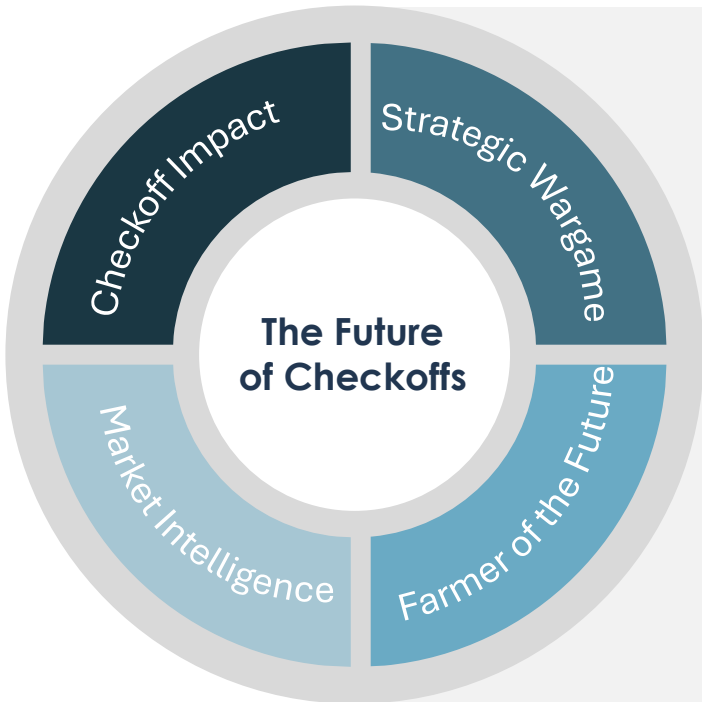 Checkoff Impact
Strategic Wargame
The Future
of Checkoffs
Market Intelligence
Farmer of the Future